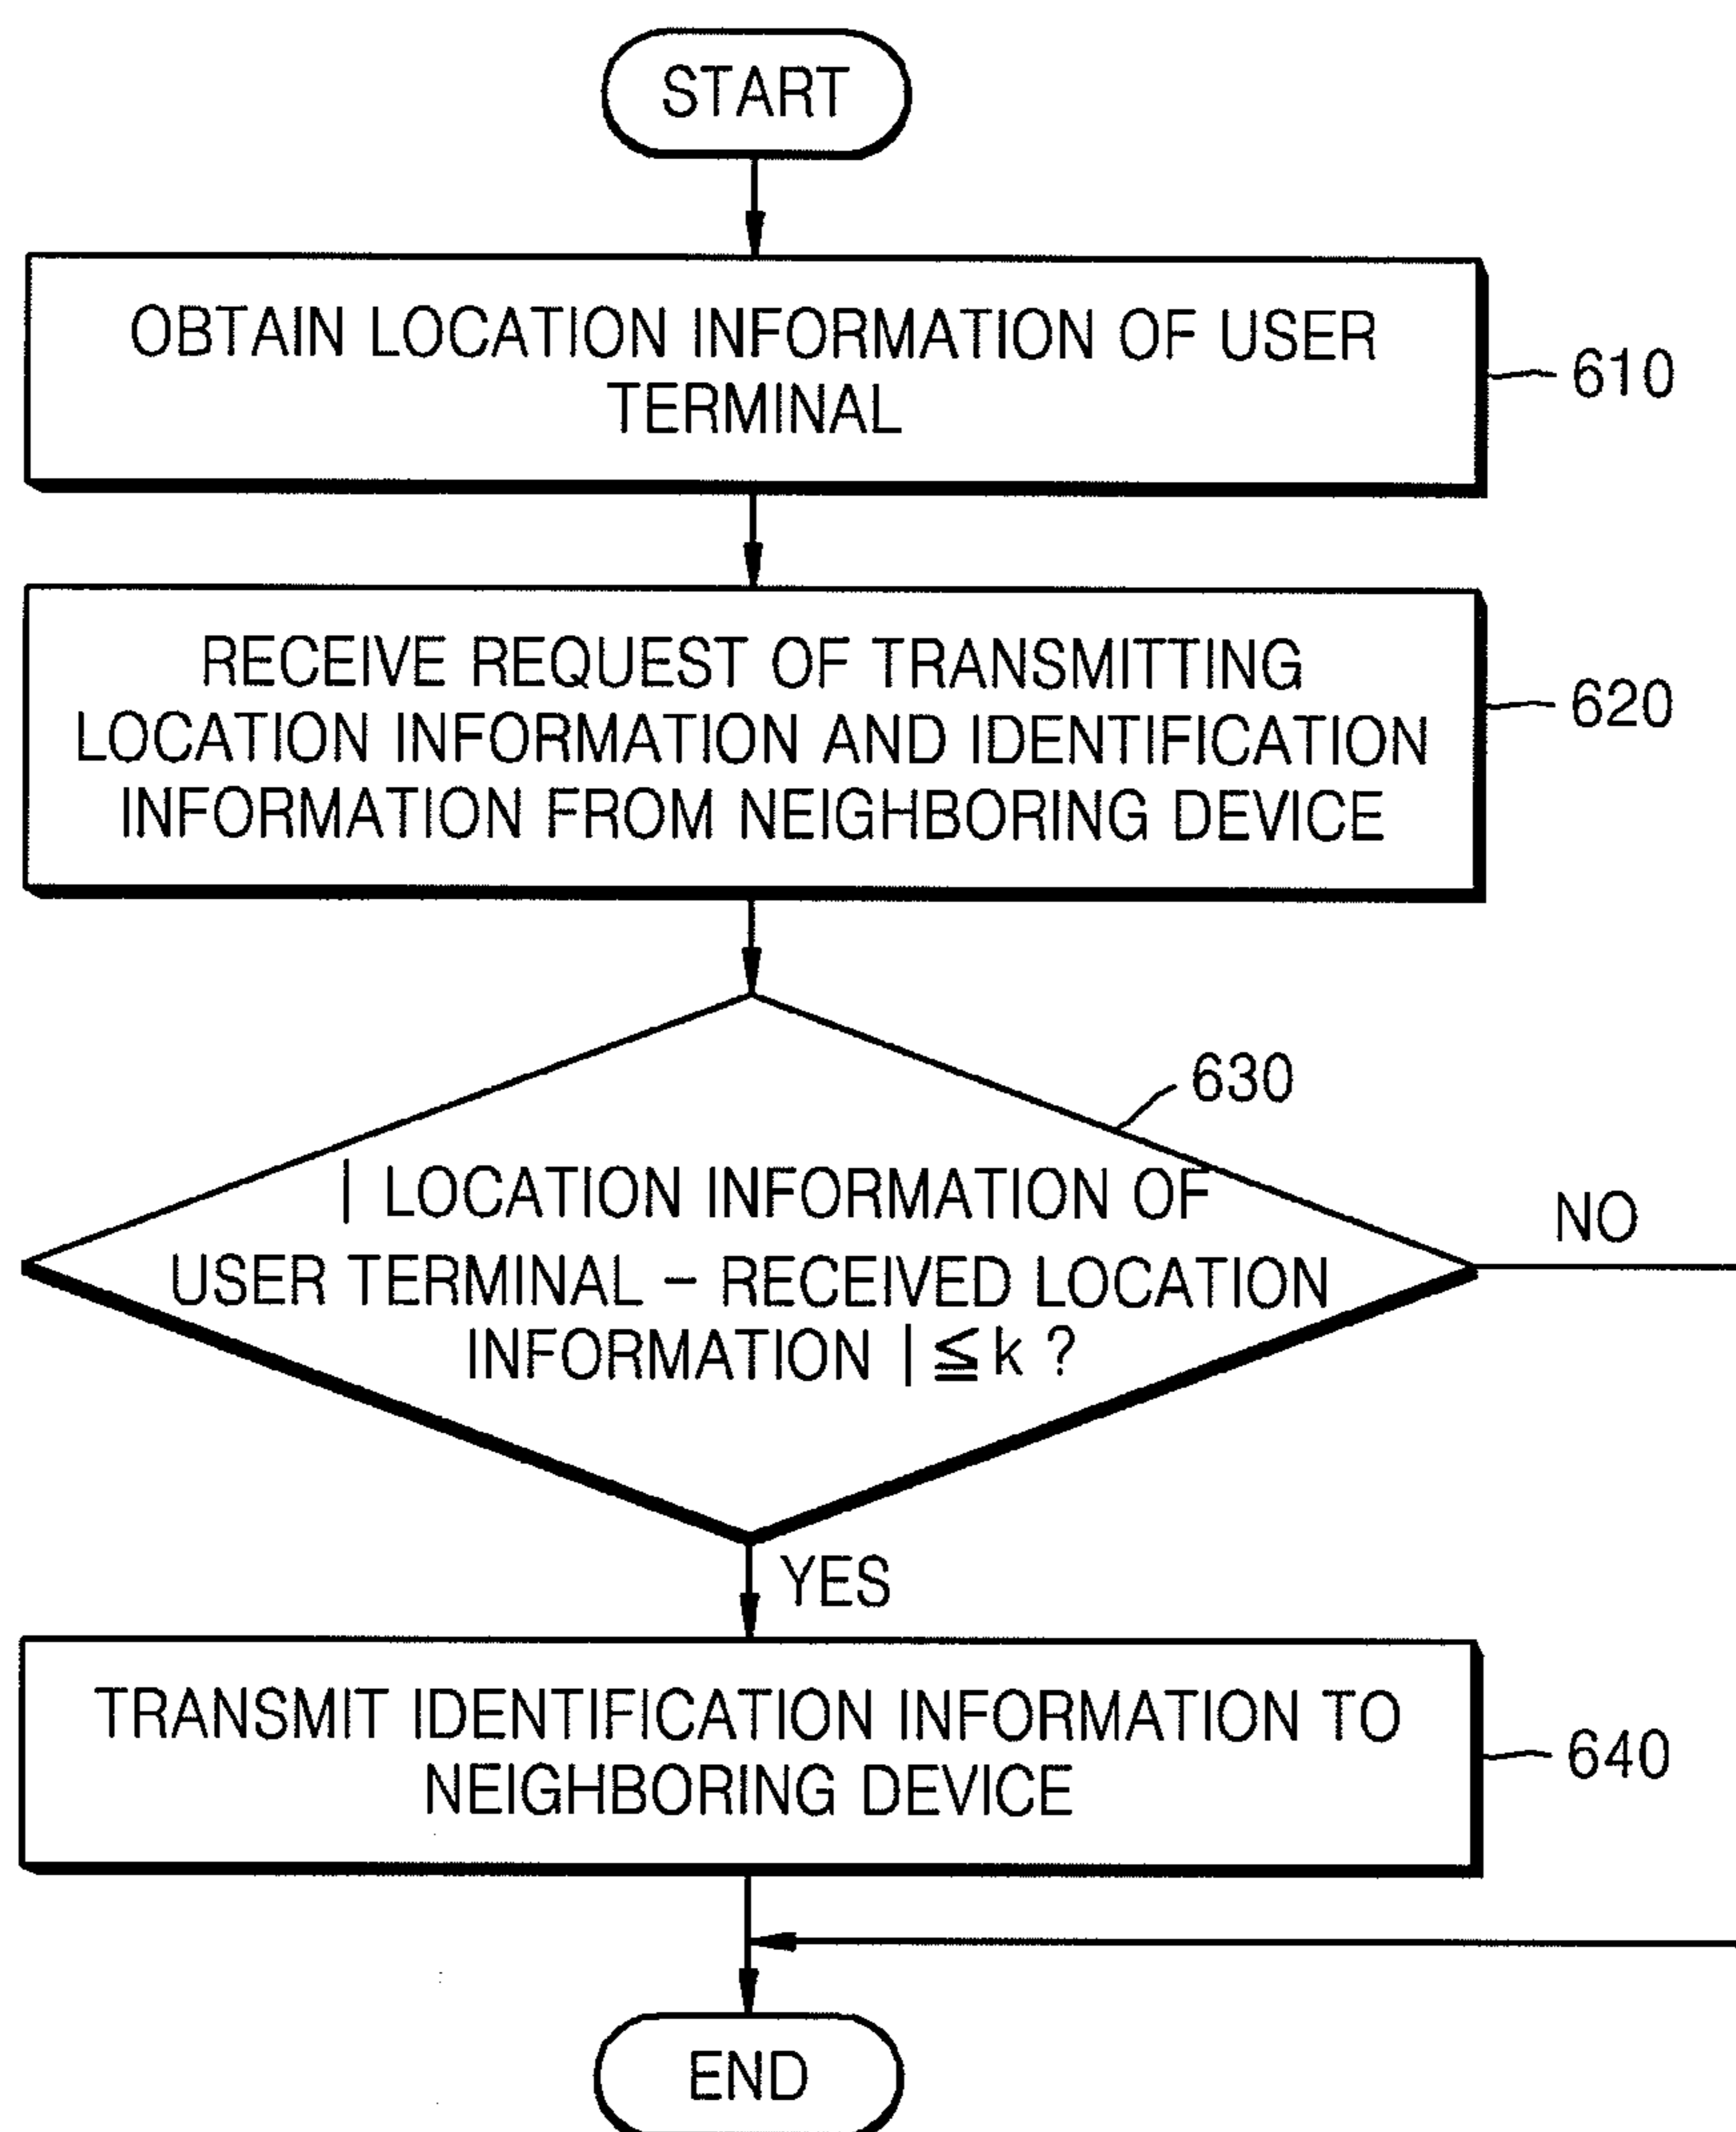 START
OBTAIN LOCATION INFORMATION OF USER
TERMINAL
610
RECEIVE REQUEST OF TRANSMITTING
LOCATION INFORMATION AND IDENTIFICATION
INFORMATION FROM NEIGHBORING DEVICE
620
630
| LOCATION INFORMATION OF
USER TERMINAL – RECEIVED LOCATION
INFORMATION | ≦ k ?
NO
YES
TRANSMIT IDENTIFICATION INFORMATION TO
NEIGHBORING DEVICE
640
END